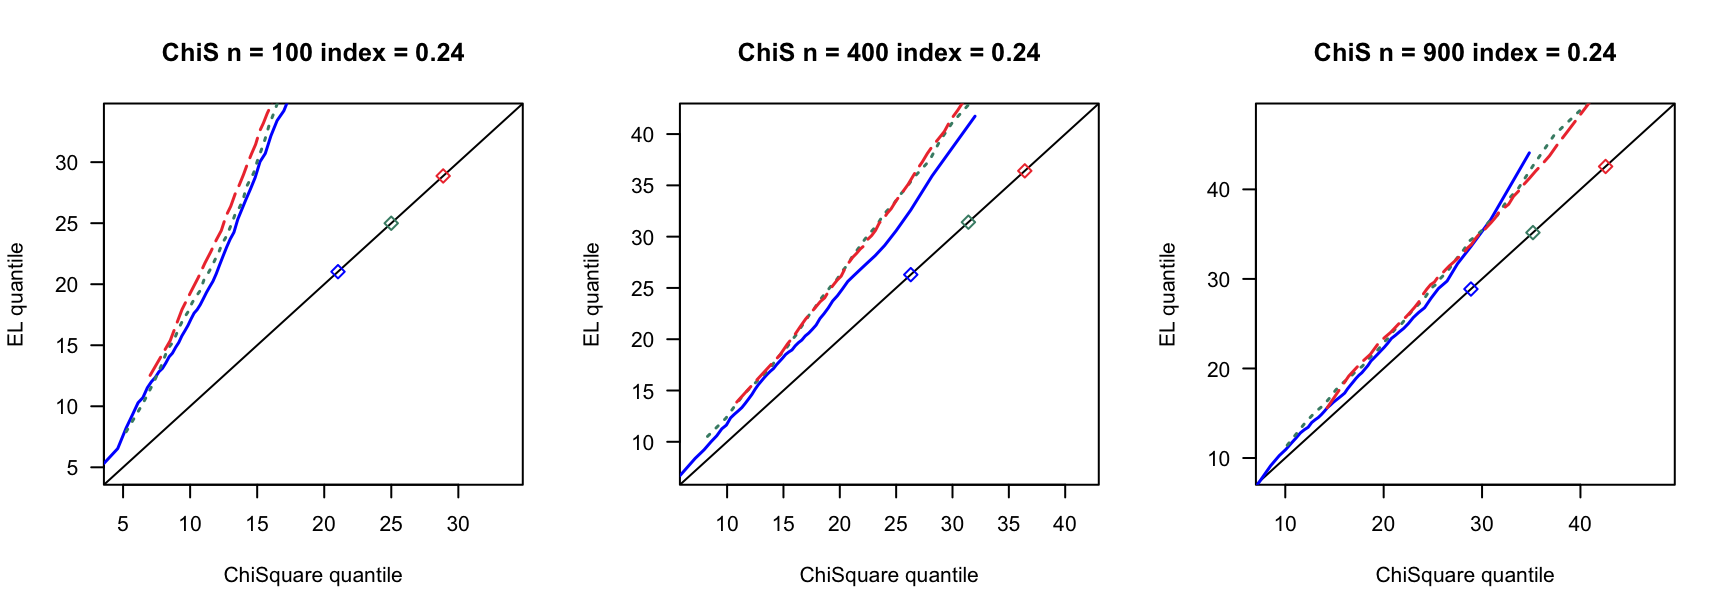 ChiS n = 100 index = 0.24
EL quantile
30
25
20
15
10
5
5 10 15 20 25 30
ChiSquare quantile
ChiS n = 400 index = 0.24
EL quantile
40
35
30
25
20
15
10
10 15 20 25 30 35 40
ChiSquare quantile
ChiS n = 900 index = 0.24
EL quantile
40
30
20
10
10 20 30 40
ChiSquare quantile